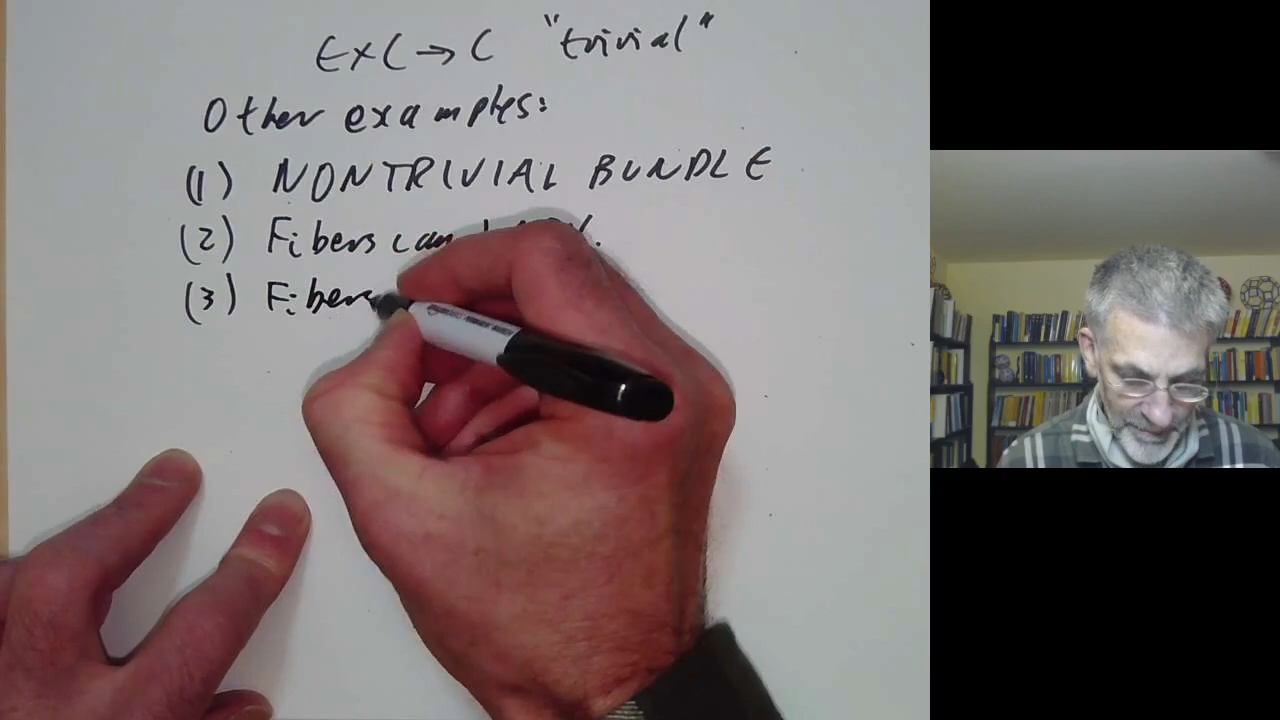 E×C → C "trivial"
Other examples:
(1) NONTRIVIAL BUNDLE
(2) Fibers can
(3) Fibers